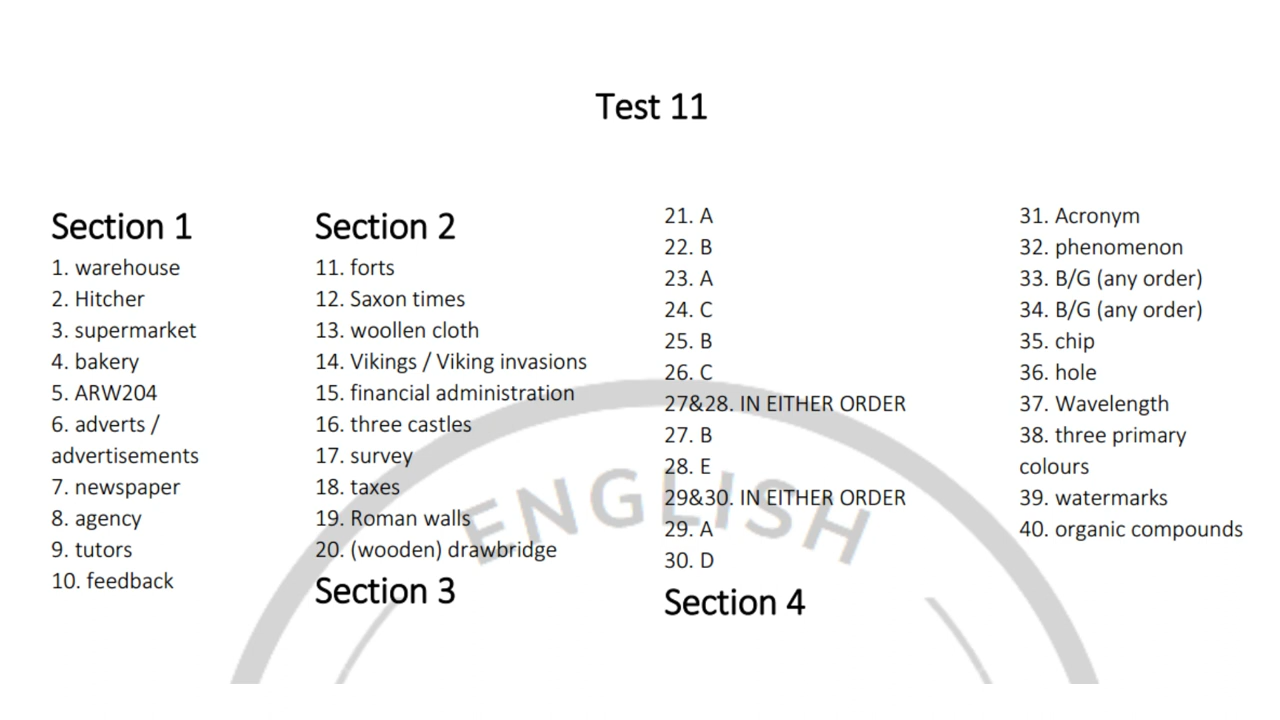 Test 11
Section 1
1. warehouse
2. Hitcher
3. supermarket
4. bakery
5. ARW204
6. adverts /
advertisements
7. newspaper
8. agency
9. tutors
10. feedback
Section 2
11. forts
12. Saxon times
13. woollen cloth
14. Vikings / Viking invasions
15. financial administration
16. three castles
17. survey
18. taxes
19. Roman walls
20. (wooden) drawbridge
Section 3
21. A
22. B
23. A
24. C
25. B
26. C
27&28. IN EITHER ORDER
27. B
28. E
29&30. IN EITHER ORDER
29. A
30. D
Section 4
31. Acronym
32. phenomenon
33. B/G (any order)
34. B/G (any order)
35. chip
36. hole
37. Wavelength
38. three primary
colours
39. watermarks
40. organic compounds
ENGLISH